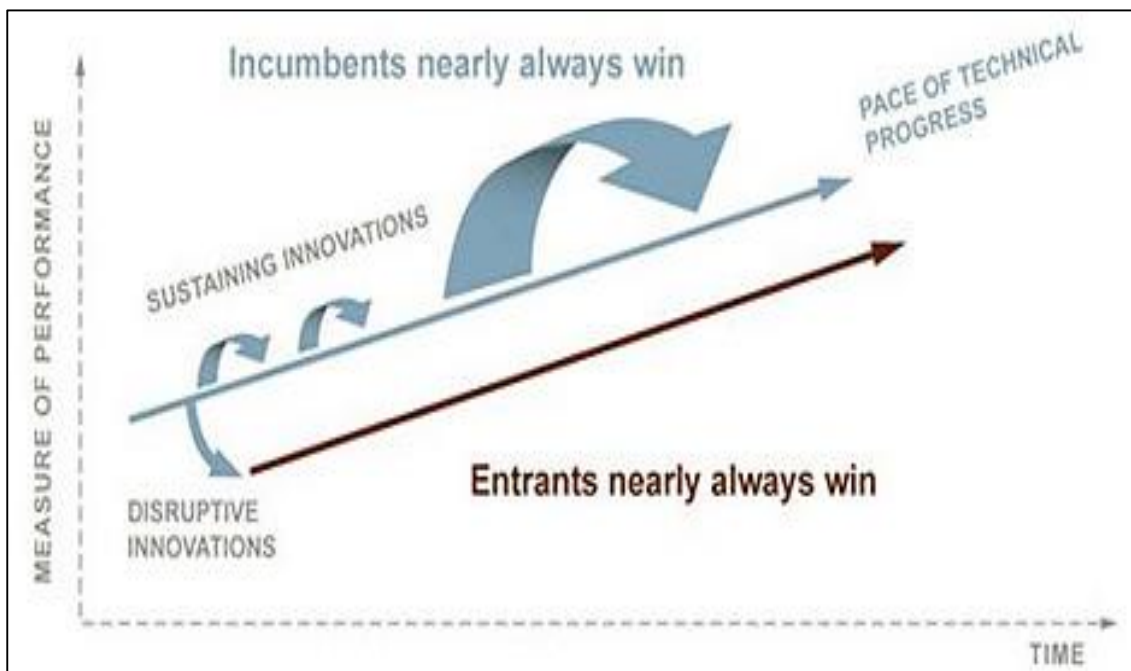 Incumbents nearly always win
PACE OF TECHNICAL
PROGRESS
MEASURE OF PERFORMANCE
SUSTAINING INNOVATIONS
Entrants nearly always win
DISRUPTIVE
INNOVATIONS
TIME